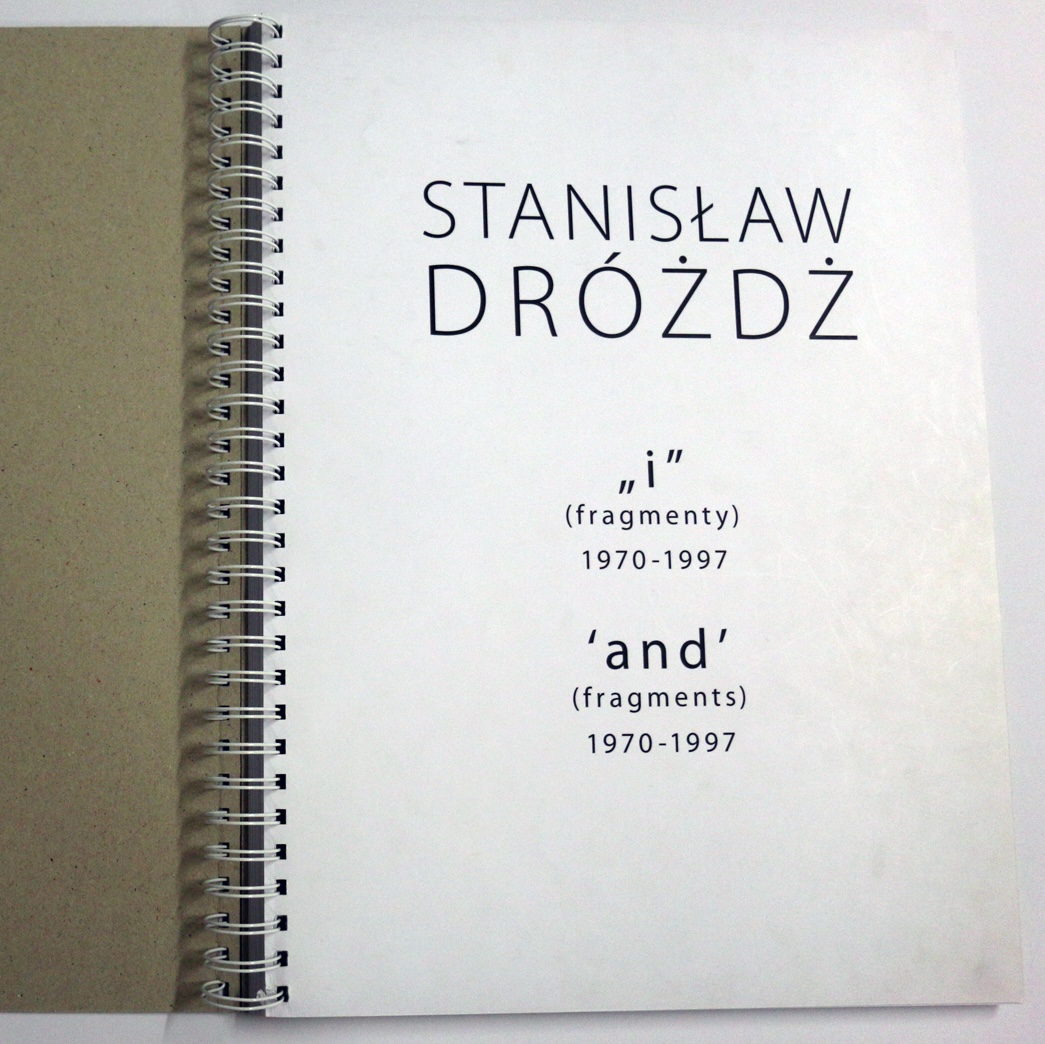 STANISŁAW
DRÓŻDŻ
„i”
(fragmenty)
1970-1997
‘and’
(fragments)
1970-1997